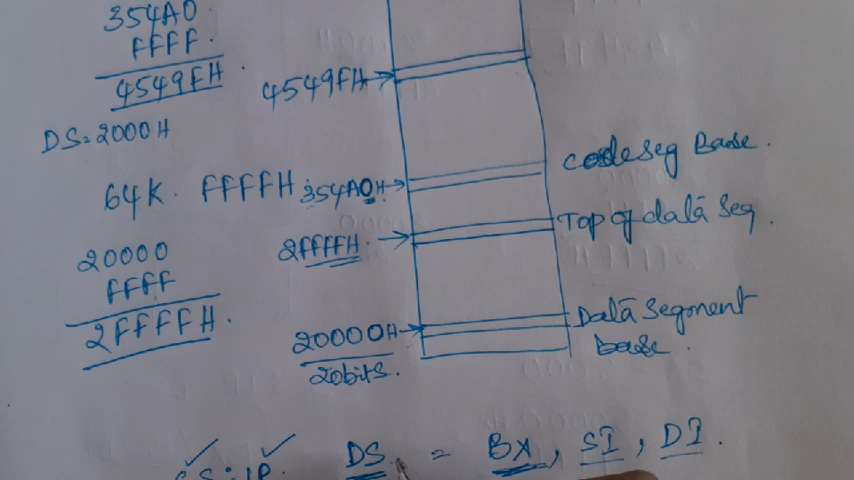 354A0
FFFF.
4549FH
4549FH
DS=2000H
Codeseg Base.
64K. FFFFH 354A0H
Top of data seg.
2FFFFH.
20000
FFFF
2FFFFH.
Data Segment
base.
20000H
20bits.
CS:IP. DS = BX, SI, DI.